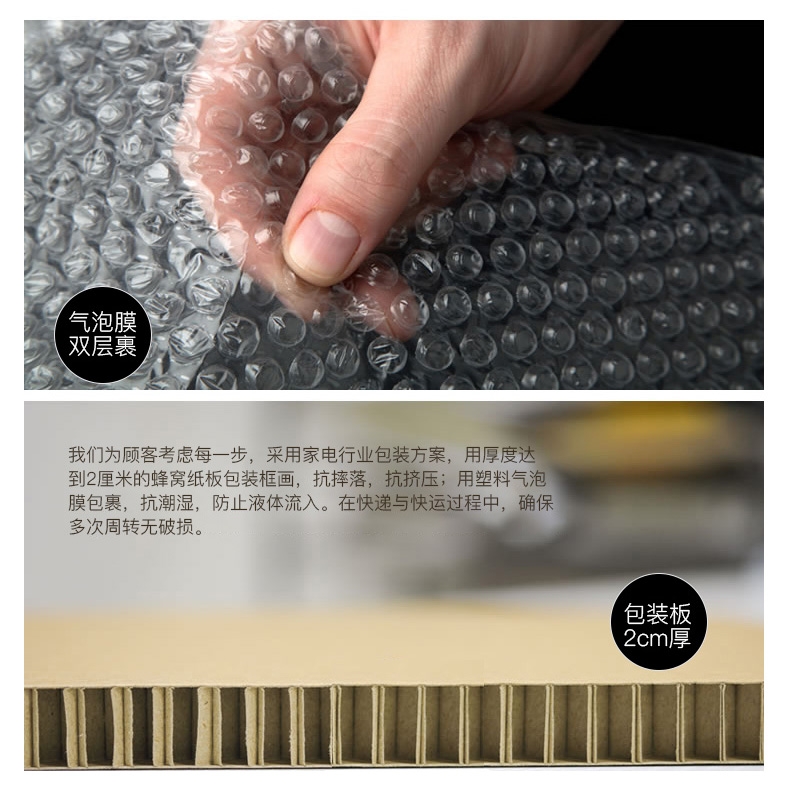 气泡膜
双层裹
我们为顾客考虑每一步，采用家电行业包装方案，用厚度达
到2厘米的蜂窝纸板包装框画，抗摔落，抗挤压；用塑料气泡
膜包裹，抗潮湿，防止液体流入。在快递与快运过程中，确保
多次周转无破损。
包装板
2cm厚